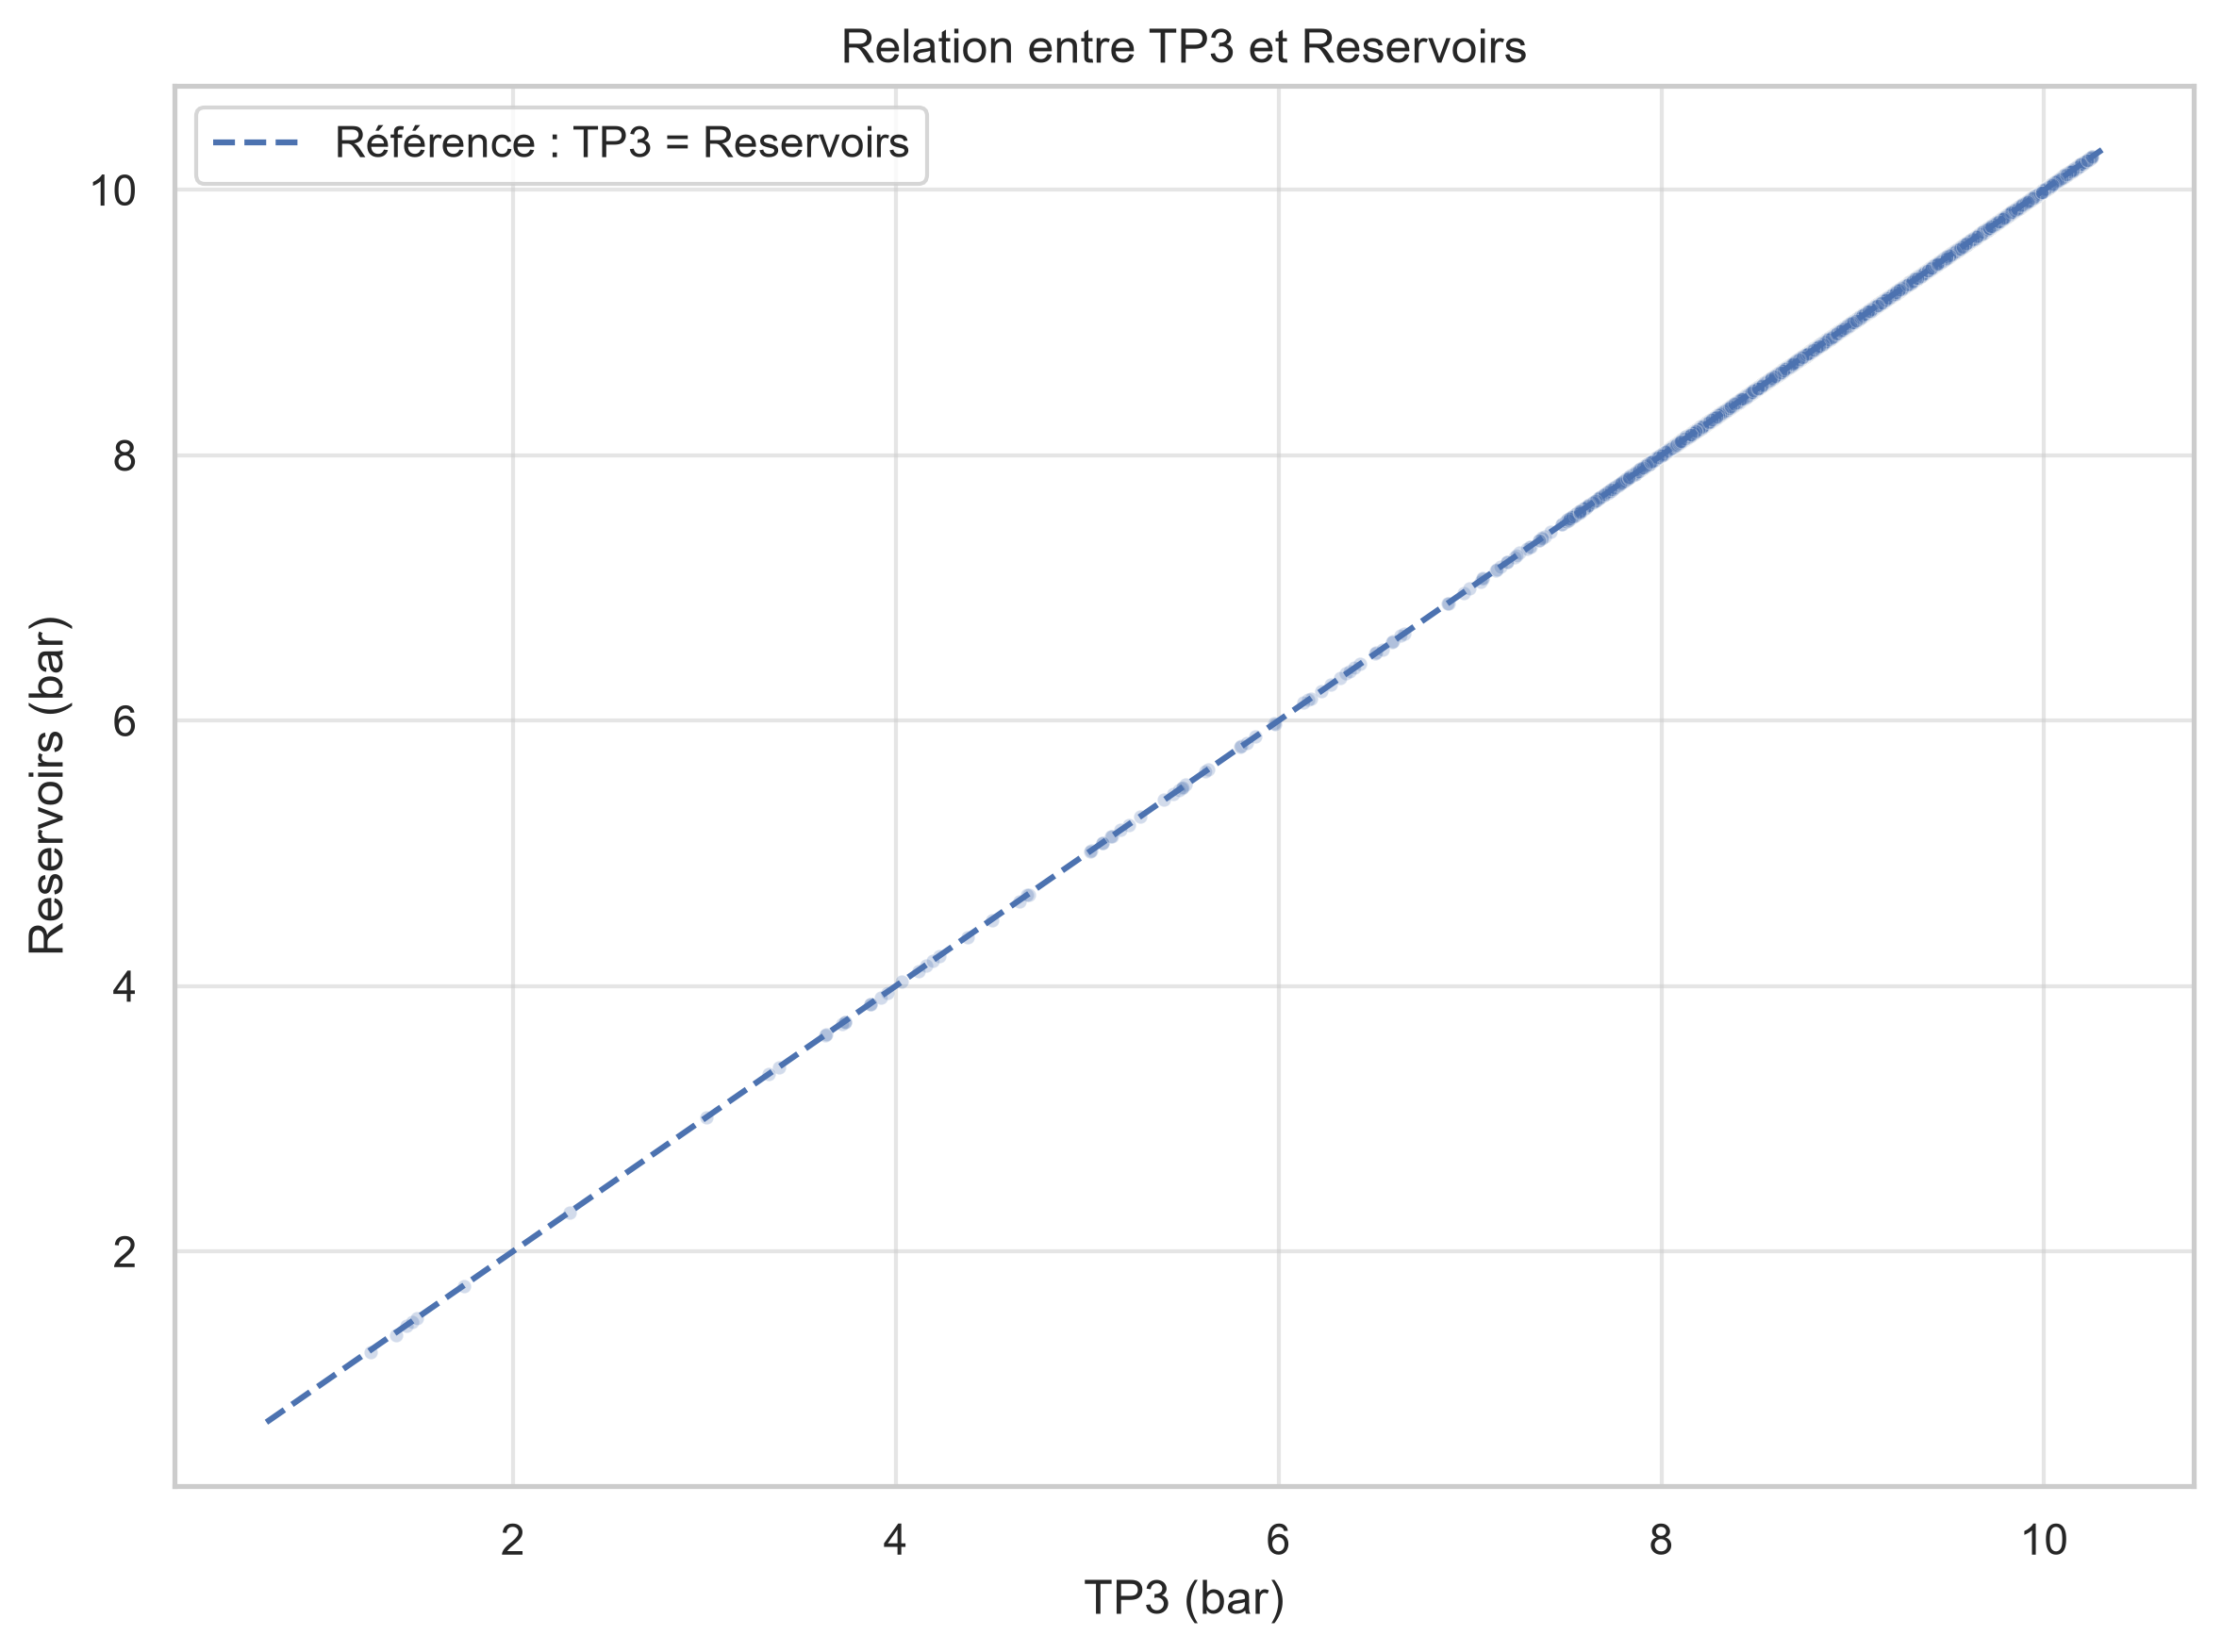 Relation entre TP3 et Reservoirs
Référence : TP3 = Reservoirs
10
8
6
4
2
Reservoirs (bar)
2 4 6 8 10
TP3 (bar)